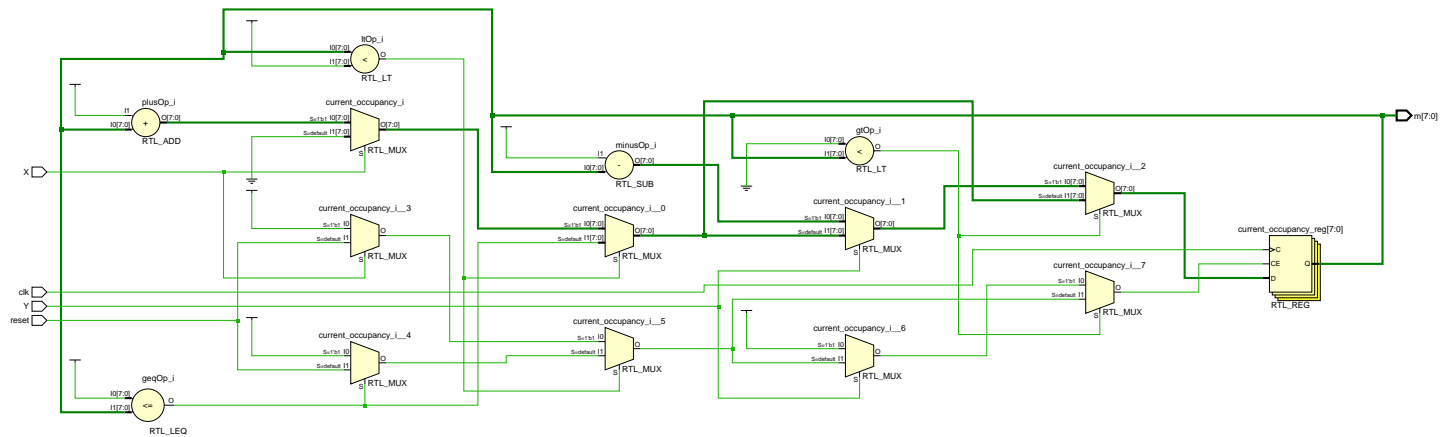 ltOp_i
I0[7:0]
I1[7:0]
<
O
RTL_LT
plusOp_i
I1
I0[7:0]
+
O[7:0]
RTL_ADD
current_occupancy_i
S=1'b1 I0[7:0]
S=default I1[7:0]
O[7:0]
S
RTL_MUX
minusOp_i
I1
I0[7:0]
-
O[7:0]
RTL_SUB
gtOp_i
I0[7:0]
I1[7:0]
<
O
RTL_LT
m[7:0]
X
current_occupancy_i__2
S=1'b1 I0[7:0]
S=default I1[7:0]
O[7:0]
S
RTL_MUX
current_occupancy_i__3
S=1'b1 I0
S=default I1
O
S
RTL_MUX
current_occupancy_i__0
S=1'b1 I0[7:0]
S=default I1[7:0]
O[7:0]
S
RTL_MUX
current_occupancy_i__1
S=1'b1 I0[7:0]
S=default I1[7:0]
O[7:0]
S
RTL_MUX
current_occupancy_reg[7:0]
C
CE
D
Q
RTL_REG
clk
Y
reset
current_occupancy_i__7
S=1'b1 I0
S=default I1
O
S
RTL_MUX
current_occupancy_i__4
S=1'b1 I0
S=default I1
O
S
RTL_MUX
current_occupancy_i__5
S=1'b1 I0
S=default I1
O
S
RTL_MUX
current_occupancy_i__6
S=1'b1 I0
S=default I1
O
S
RTL_MUX
geqOp_i
I0[7:0]
I1[7:0]
<=
O
RTL_LEQ